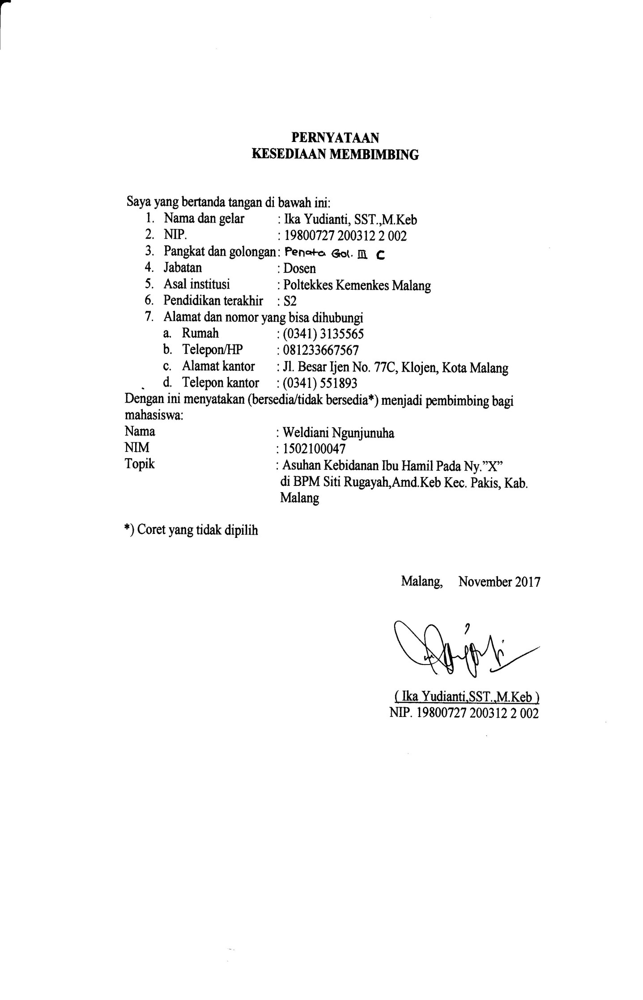 PERNYATAAN
KESEDIAAN MEMBIMBING
Saya yang bertanda tangan di bawah ini:
1. Nama dan gelar : Ika Yudianti, SST.,M.Keb
2. NIP. : 19800727 200312 2 002
3. Pangkat dan golongan : Penata Gol. III C
4. Jabatan : Dosen
5. Asal institusi : Poltekkes Kemenkes Malang
6. Pendidikan terakhir : S2
7. Alamat dan nomor yang bisa dihubungi
a. Rumah : (0341) 3135565
b. Telepon/HP : 081233667567
c. Alamat kantor : Jl. Besar Ijen No. 77C, Klojen, Kota Malang
d. Telepon kantor : (0341) 551893
Dengan ini menyatakan (bersedia/tidak bersedia*) menjadi pembimbing bagi
mahasiswa:
Nama : Weldiani Ngunjunuha
NIM : 1502100047
Topik : Asuhan Kebidanan Ibu Hamil Pada Ny.”X”
di BPM Siti Rugayah,Amd.Keb Kec. Pakis, Kab.
Malang
*) Coret yang tidak dipilih
Malang, November 2017
( Ika Yudianti,SST.,M.Keb )
NIP. 19800727 200312 2 002